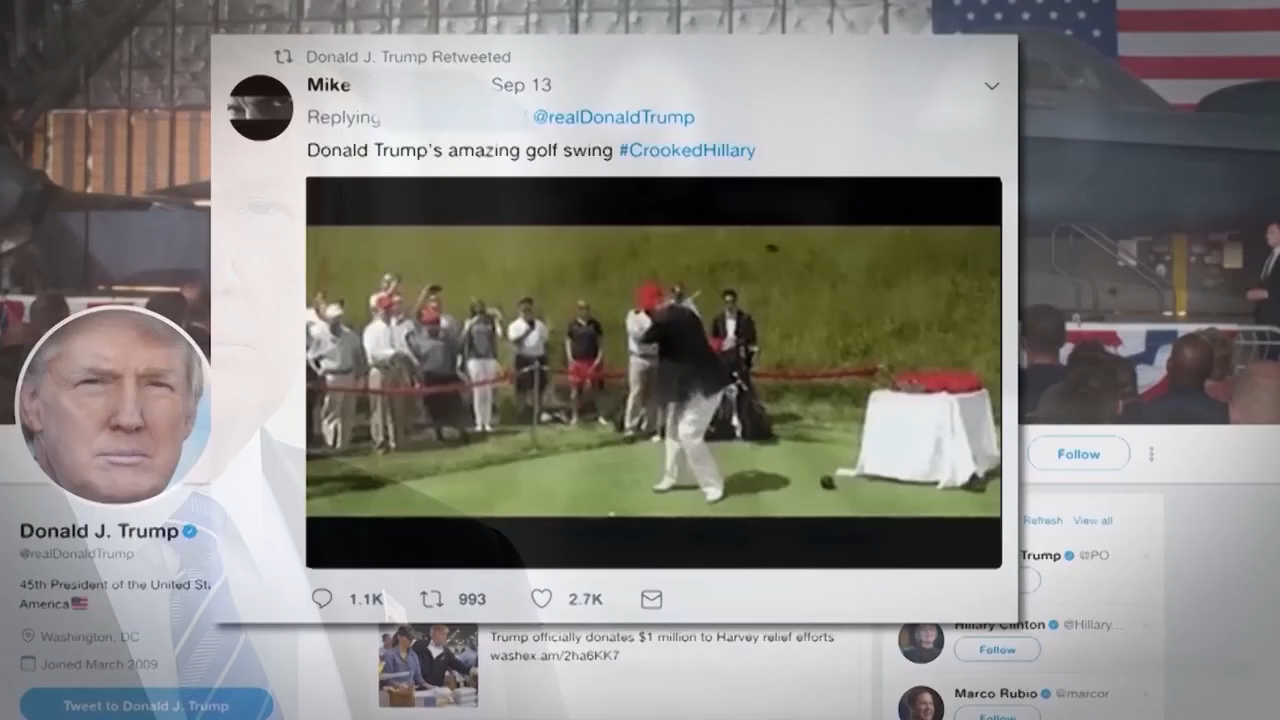 Donald J. Trump Retweeted
Mike Sep 13
Replying @realDonaldTrump
Donald Trump's amazing golf swing #CrookedHillary
1.1K 993 2.7K
Donald J. Trump
@realDonaldTrump
45th President of the United St
America
Washington, DC
Joined March 2009
Tweet to Donald J. Trump
Trump officially donates $1 million to Harvey relief efforts
washex.am/2ha6KK7
Follow
Refresh · View all
Trump @PO
Hillary Clinton @Hillary...
Follow
Marco Rubio @marcor
Follow